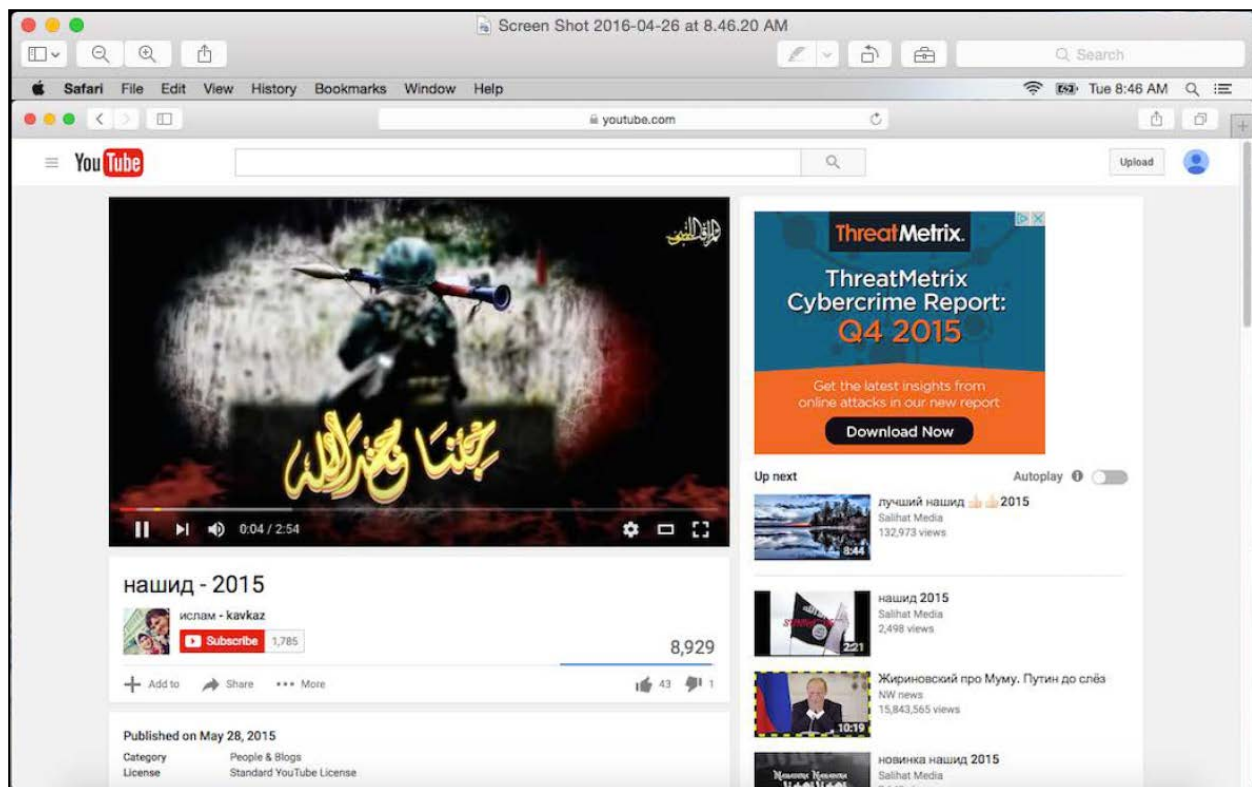 Screen Shot 2016-04-26 at 8.46.20 AM
Search
Safari File Edit View History Bookmarks Window Help
Tue 8:46 AM
youtube.com
YouTube
Upload
جئنا جند الله
0:04 / 2:54
ThreatMetrix.
ThreatMetrix
Cybercrime Report:
Q4 2015
Get the latest insights from
online attacks in our new report
Download Now
Up next
Autoplay
лучший нашид 👍🏻👍🏻2015
Salihat Media
132,973 views
8:44
нашид 2015
Salihat Media
2,498 views
2:21
Жириновский про Муму. Путин до слёз
NW news
15,843,565 views
10:19
новинка нашид 2015
Salihat Media
нашид - 2015
ислам - kavkaz
Subscribe 1,785
8,929
Add to Share More
43 1
Published on May 28, 2015
Category People & Blogs
License Standard YouTube License